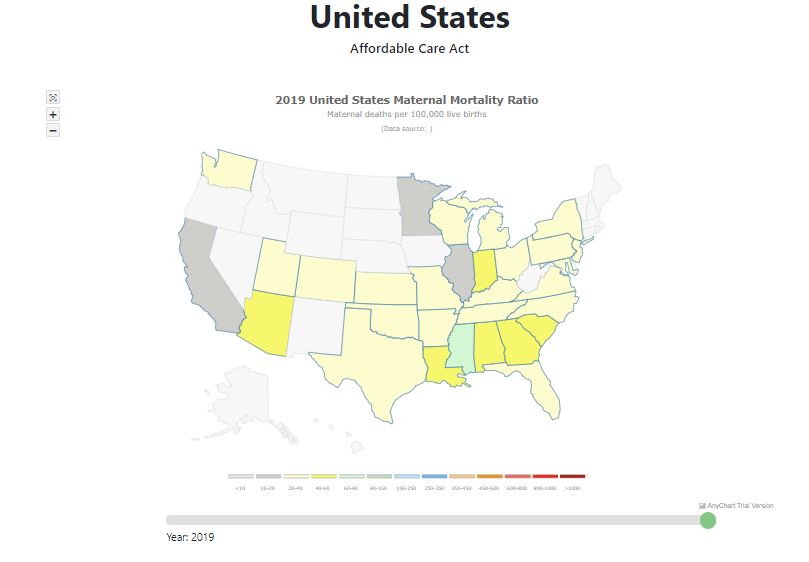 United States
Affordable Care Act
+
−
2019 United States Maternal Mortality Ratio
Maternal deaths per 100,000 live births
(Data source: )
<10 10-20 20-40 40-60 60-80 80-150 150-250 250-350 350-450 450-600 600-800 800-1000 >1000
AnyChart Trial Version
Year: 2019